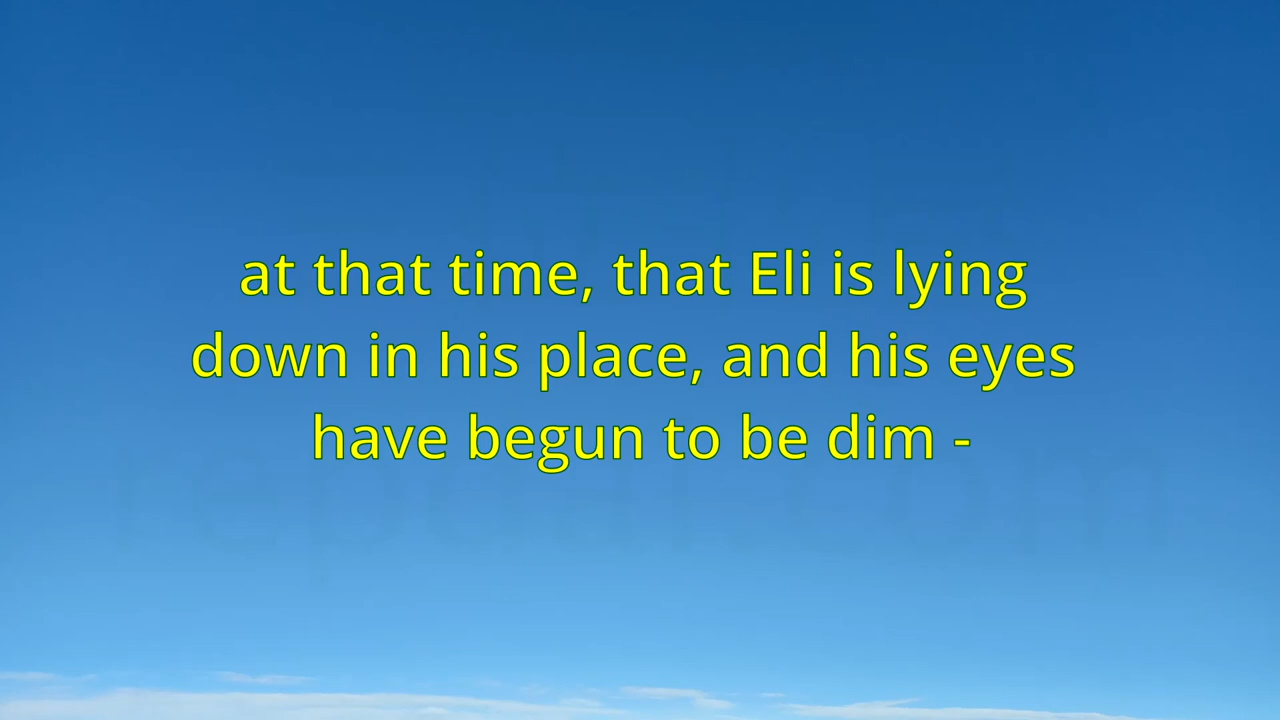 at that time, that Eli is lying
down in his place, and his eyes
have begun to be dim -